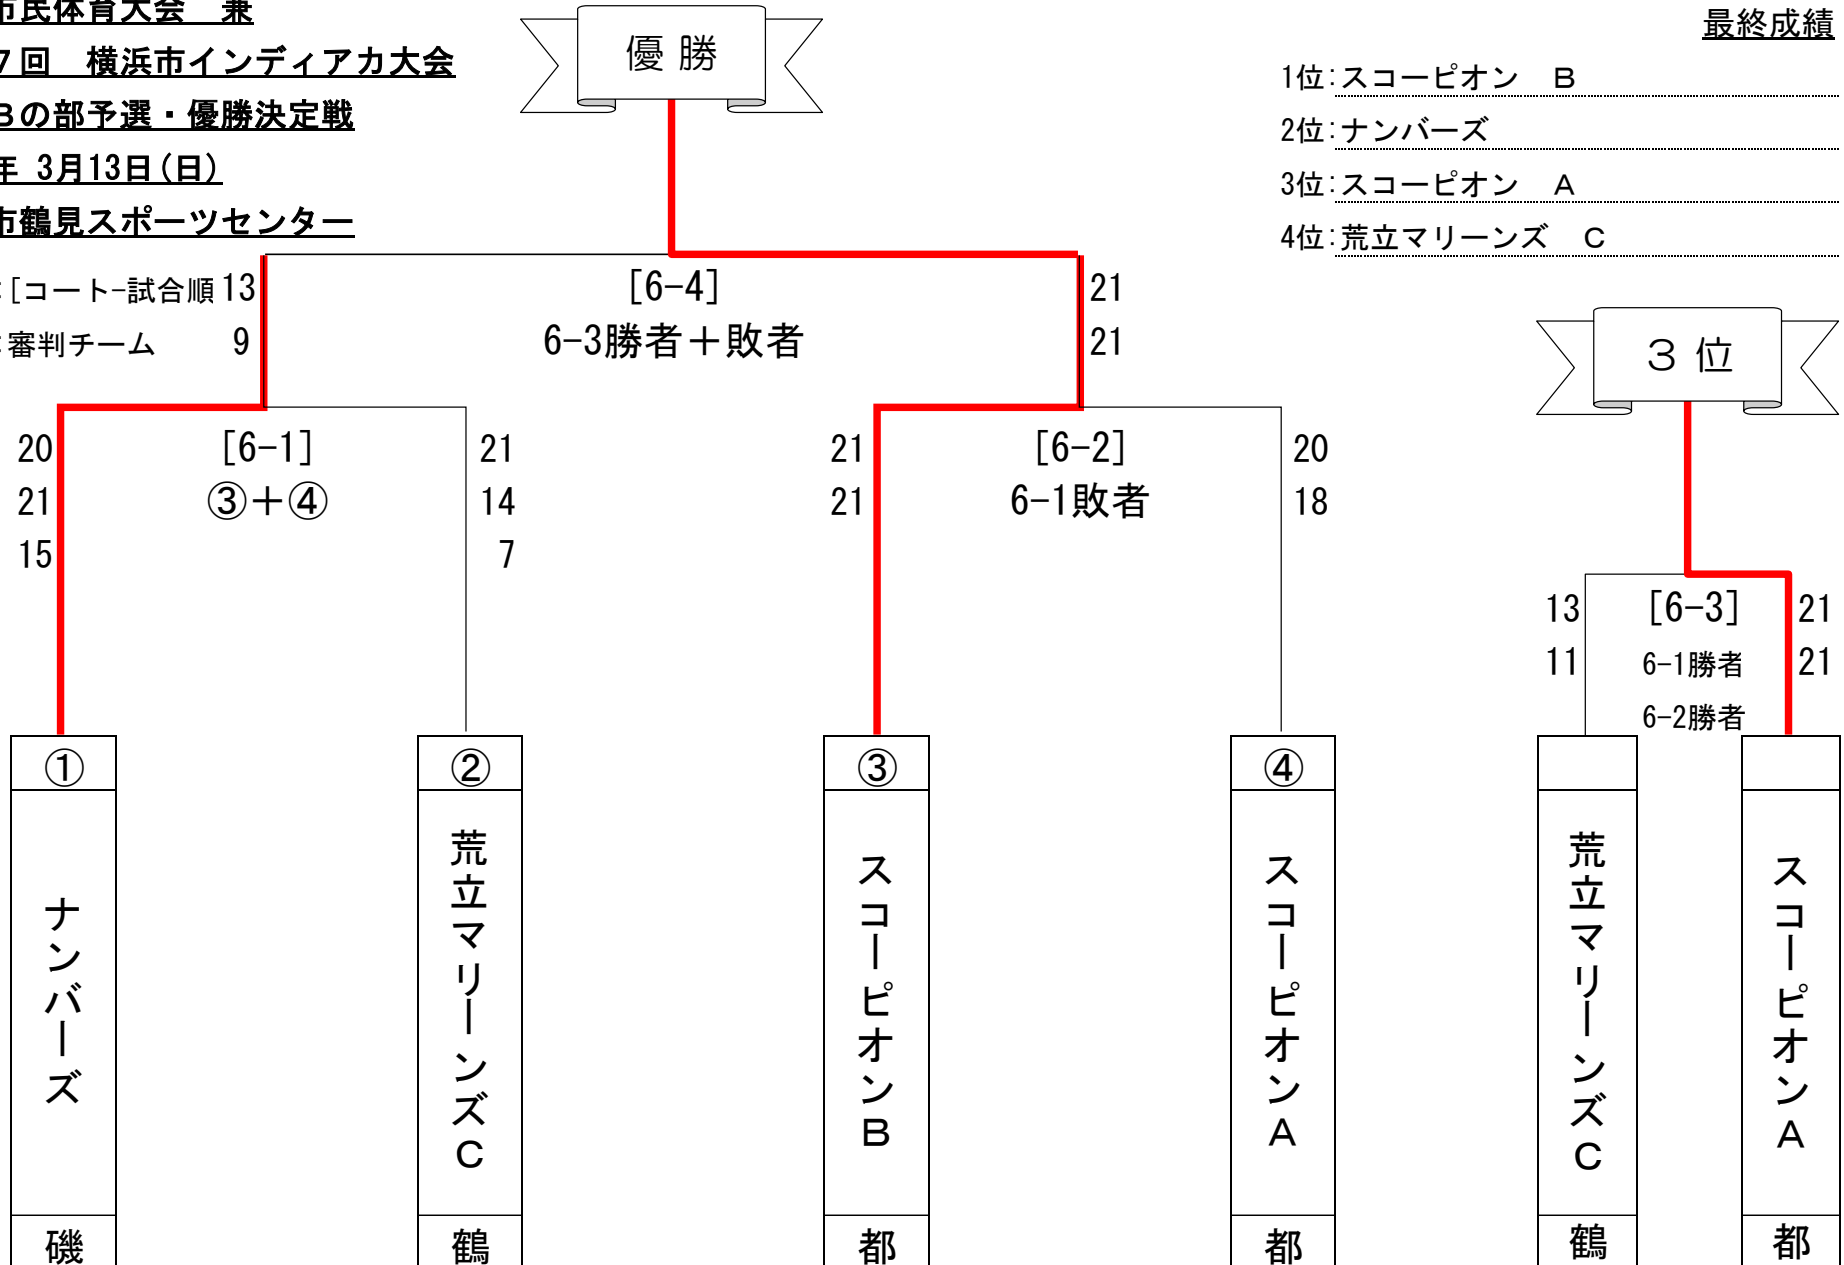 市民体育大会　兼
7回　横浜市インディアカ大会
Bの部予選・優勝決定戦
年 3月13日(日)
市鶴見スポーツセンター
優 勝
最終成績
1位:スコーピオン　B
2位:ナンバーズ
3位:スコーピオン　A
4位:荒立マリーンズ　C
:[コート-試合順
:審判チーム
13 [6-4] 21
9 6-3勝者＋敗者 21
3 位
20 [6-1] 21
21 ③＋④ 14
15 7
21 [6-2] 20
21 6-1敗者 18
13 [6-3] 21
11 6-1勝者 21
6-2勝者
①
ナンバーズ
磯
②
荒立マリーンズC
鶴
③
スコーピオンB
都
④
スコーピオンA
都
荒立マリーンズC
鶴
スコーピオンA
都